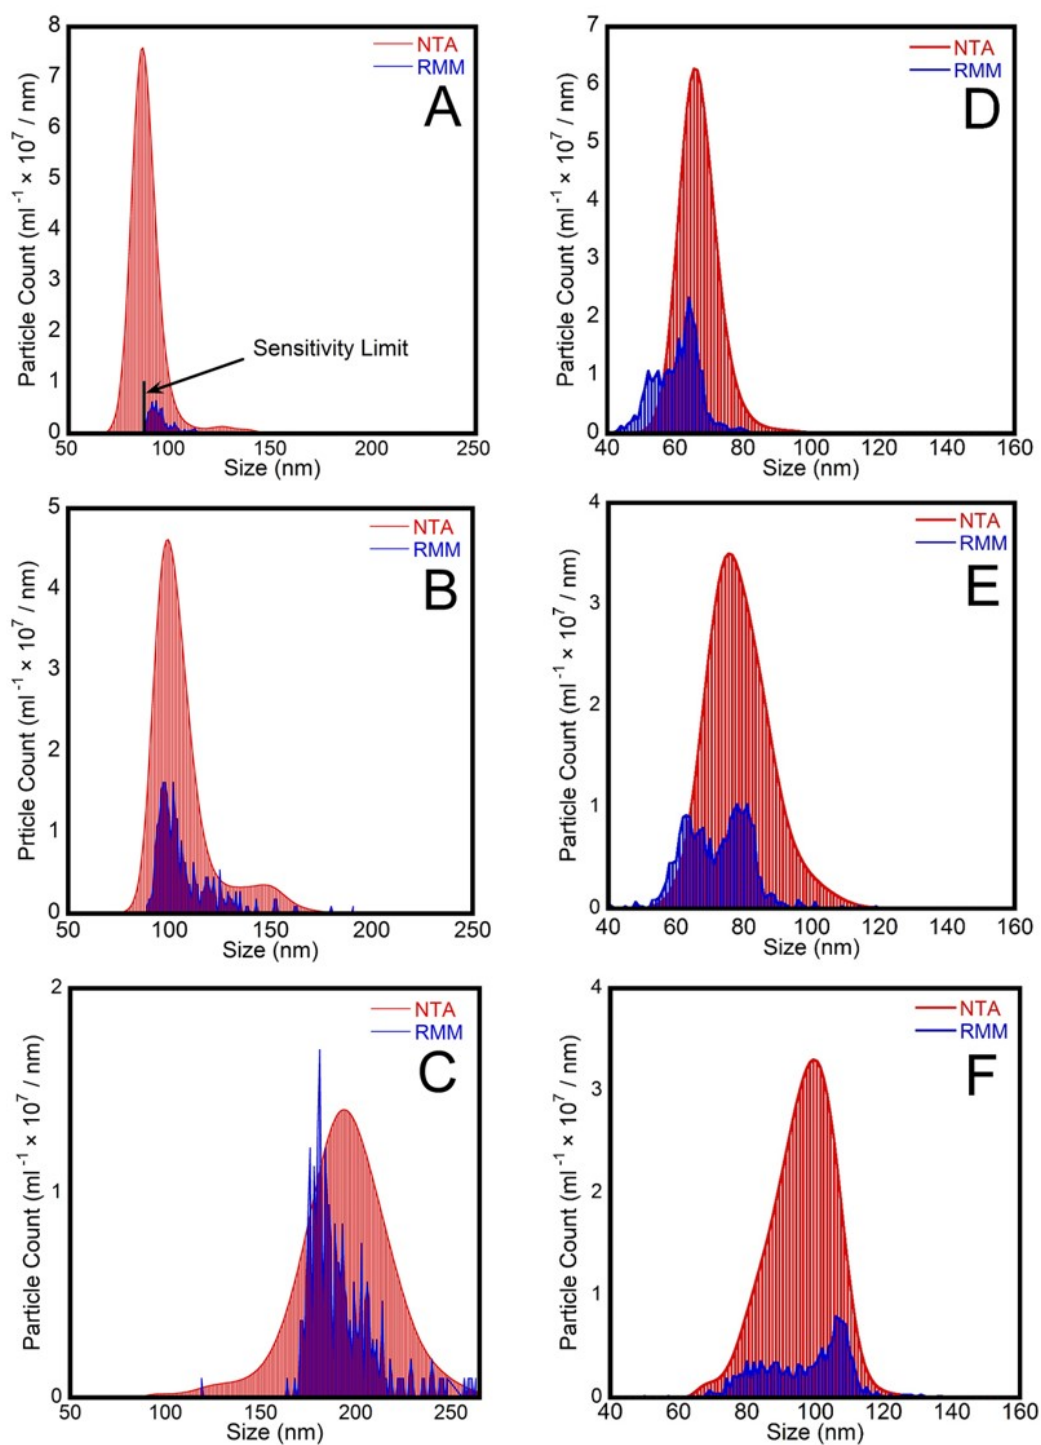 8
7
6
5
4
3
2
1
0
Particle Count (ml⁻¹ × 10⁷ / nm)
NTA
RMM
A
Sensitivity Limit
50 100 150 200 250
Size (nm)
7
6
5
4
3
2
1
0
Particle Count (ml⁻¹ × 10⁷ / nm)
NTA
RMM
D
40 60 80 100 120 140 160
Size (nm)
5
4
3
2
1
0
Prticle Count (ml⁻¹ × 10⁷ / nm)
NTA
RMM
B
50 100 150 200 250
Size (nm)
4
3
2
1
0
Particle Count (ml⁻¹ × 10⁷ / nm)
NTA
RMM
E
40 60 80 100 120 140 160
Size (nm)
2
1
0
Particle Count (ml⁻¹ × 10⁷ / nm)
NTA
RMM
C
50 100 150 200 250
Size (nm)
4
3
2
1
0
Particle Count (ml⁻¹ × 10⁷ / nm)
NTA
RMM
F
40 60 80 100 120 140 160
Size (nm)